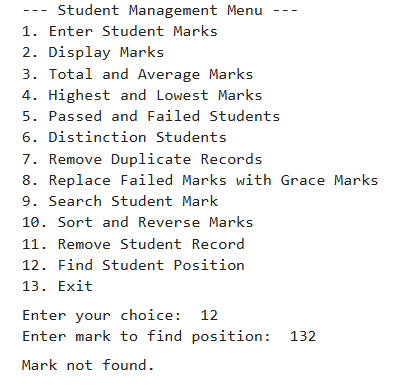 --- Student Management Menu ---
1. Enter Student Marks
2. Display Marks
3. Total and Average Marks
4. Highest and Lowest Marks
5. Passed and Failed Students
6. Distinction Students
7. Remove Duplicate Records
8. Replace Failed Marks with Grace Marks
9. Search Student Mark
10. Sort and Reverse Marks
11. Remove Student Record
12. Find Student Position
13. Exit
Enter your choice:  12
Enter mark to find position:  132
Mark not found.